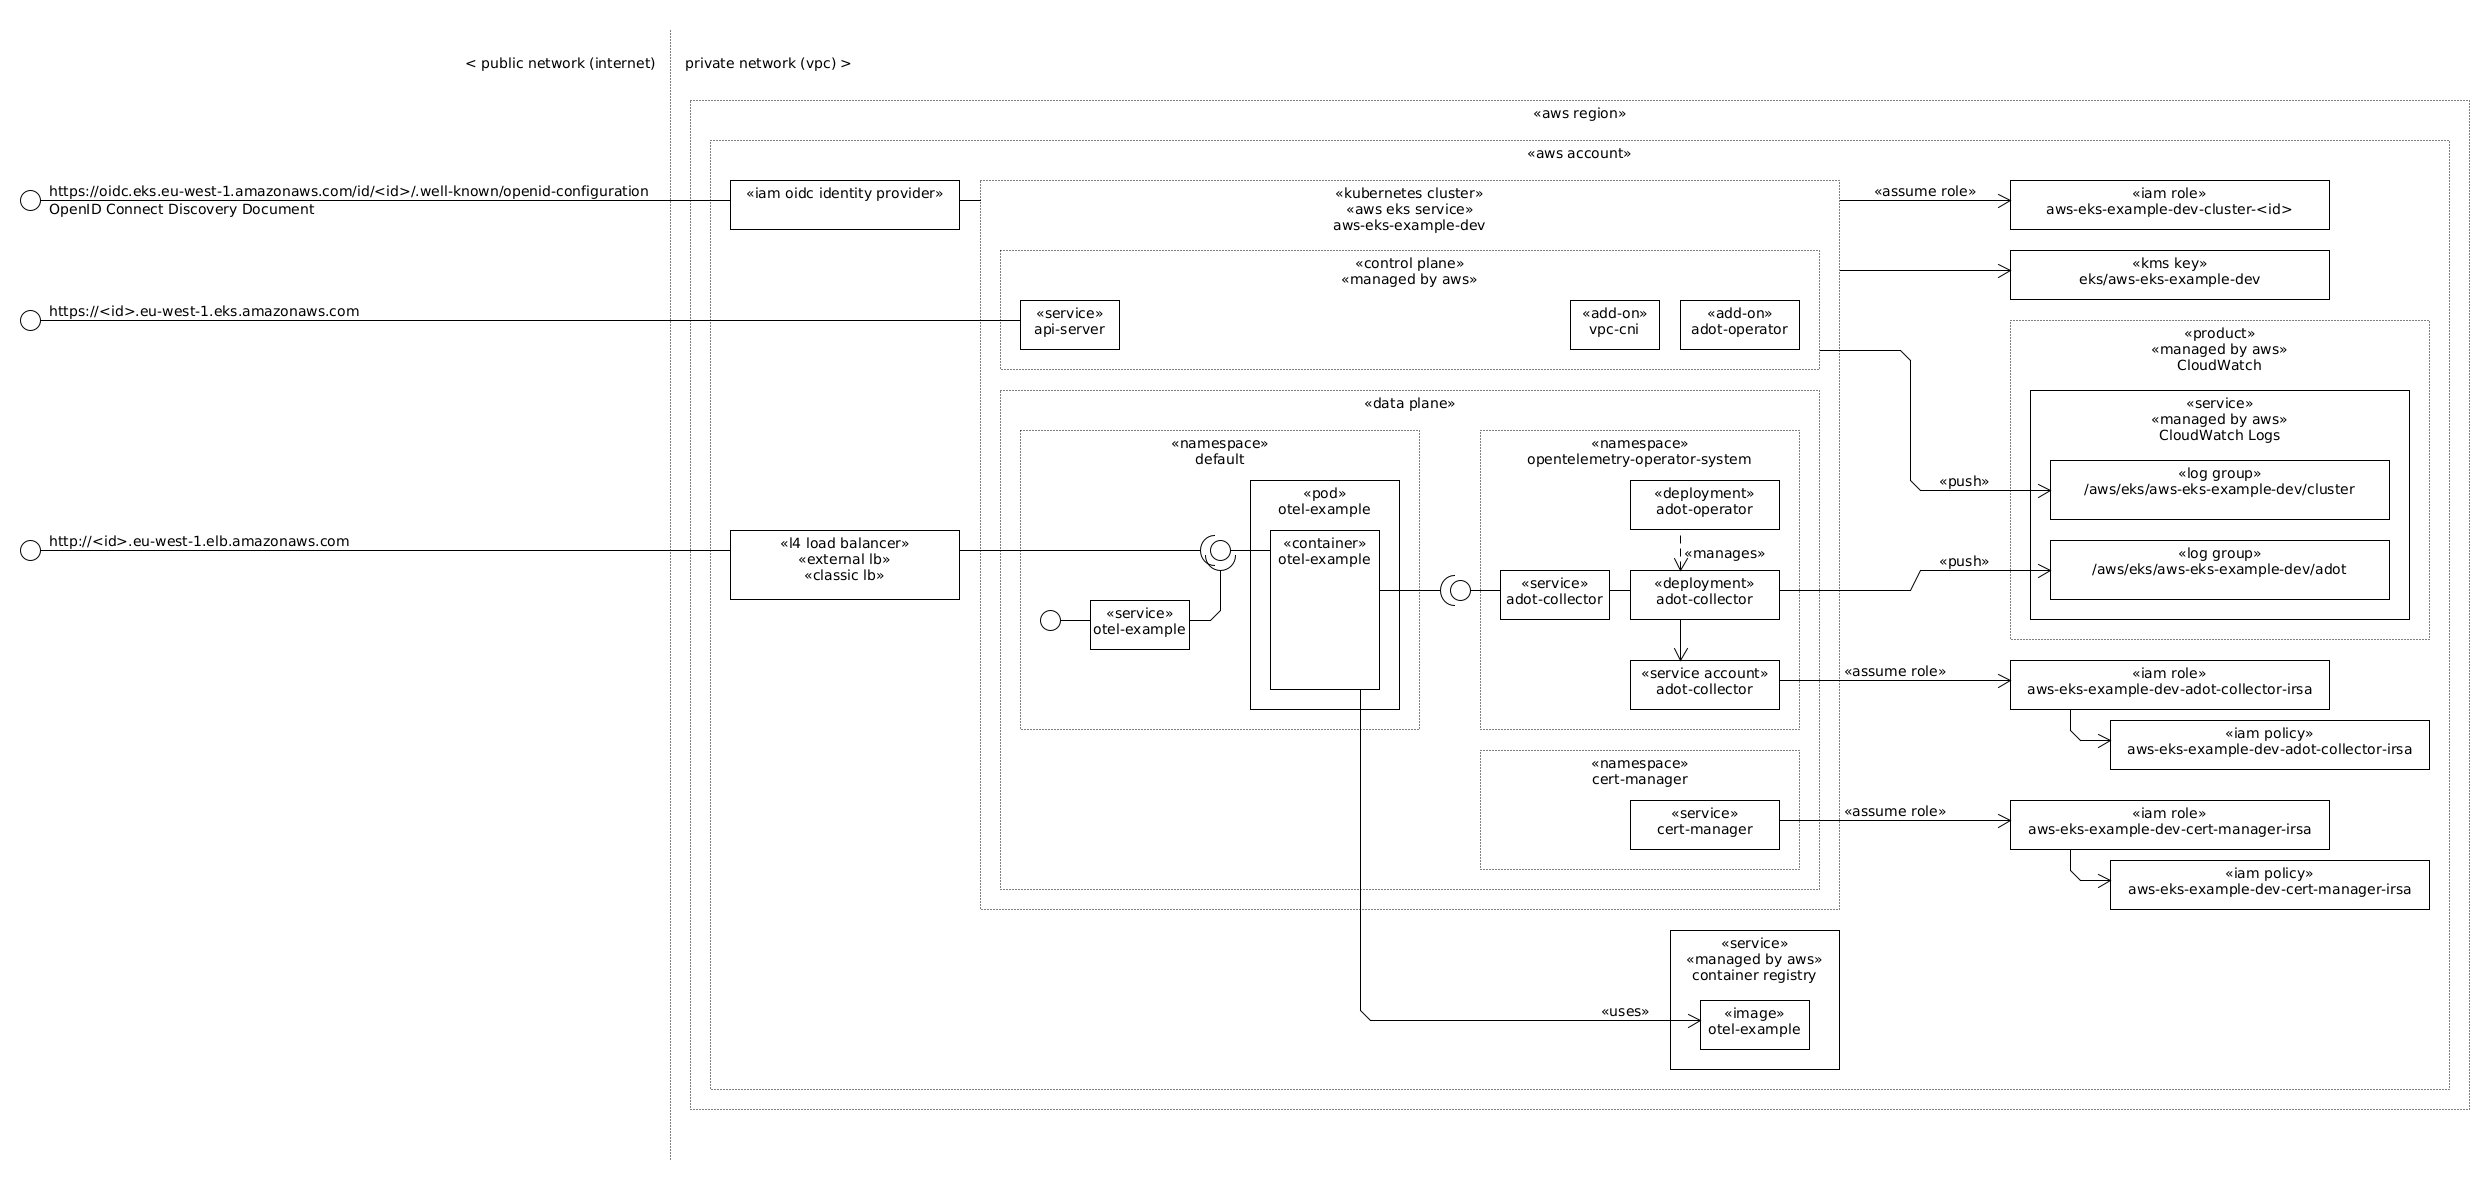 < public network (internet)
private network (vpc) >
«aws region»
«aws account»
https://oidc.eks.eu-west-1.amazonaws.com/id/<id>/.well-known/openid-configuration
OpenID Connect Discovery Document
«iam oidc identity provider»
«kubernetes cluster»
«aws eks service»
aws-eks-example-dev
«assume role»
«iam role»
aws-eks-example-dev-cluster-<id>
«control plane»
«managed by aws»
«kms key»
eks/aws-eks-example-dev
https://<id>.eu-west-1.eks.amazonaws.com
«service»
api-server
«add-on»
vpc-cni
«add-on»
adot-operator
«product»
«managed by aws»
CloudWatch
«service»
«managed by aws»
CloudWatch Logs
«push»
«log group»
/aws/eks/aws-eks-example-dev/cluster
«push»
«log group»
/aws/eks/aws-eks-example-dev/adot
«data plane»
«namespace»
default
«pod»
otel-example
«container»
otel-example
http://<id>.eu-west-1.elb.amazonaws.com
«l4 load balancer»
«external lb»
«classic lb»
«service»
otel-example
«namespace»
opentelemetry-operator-system
«deployment»
adot-operator
«manages»
«service»
adot-collector
«deployment»
adot-collector
«service account»
adot-collector
«assume role»
«iam role»
aws-eks-example-dev-adot-collector-irsa
«iam policy»
aws-eks-example-dev-adot-collector-irsa
«namespace»
cert-manager
«service»
cert-manager
«assume role»
«iam role»
aws-eks-example-dev-cert-manager-irsa
«iam policy»
aws-eks-example-dev-cert-manager-irsa
«service»
«managed by aws»
container registry
«uses»
«image»
otel-example